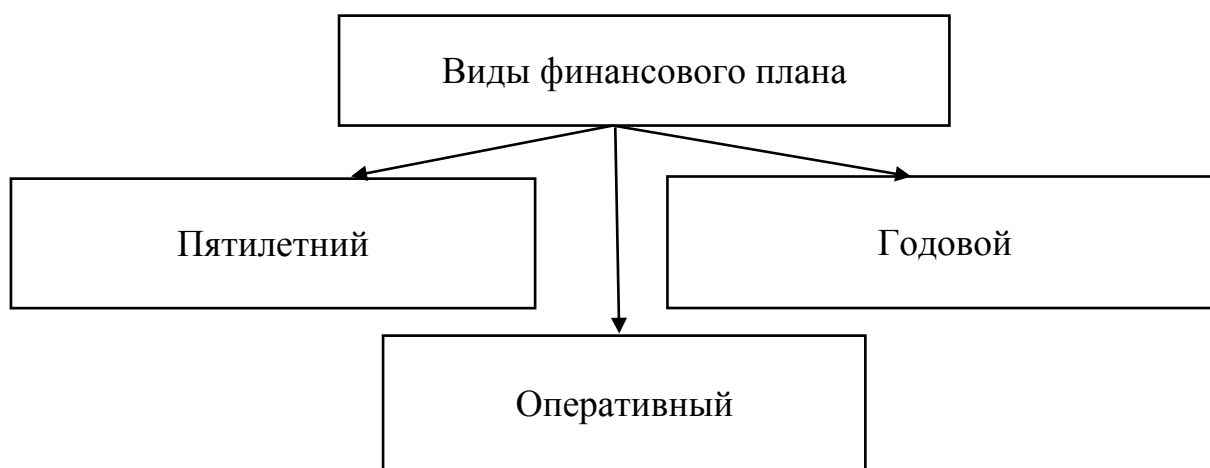 Виды финансового плана
Пятилетний
Годовой
Оперативный